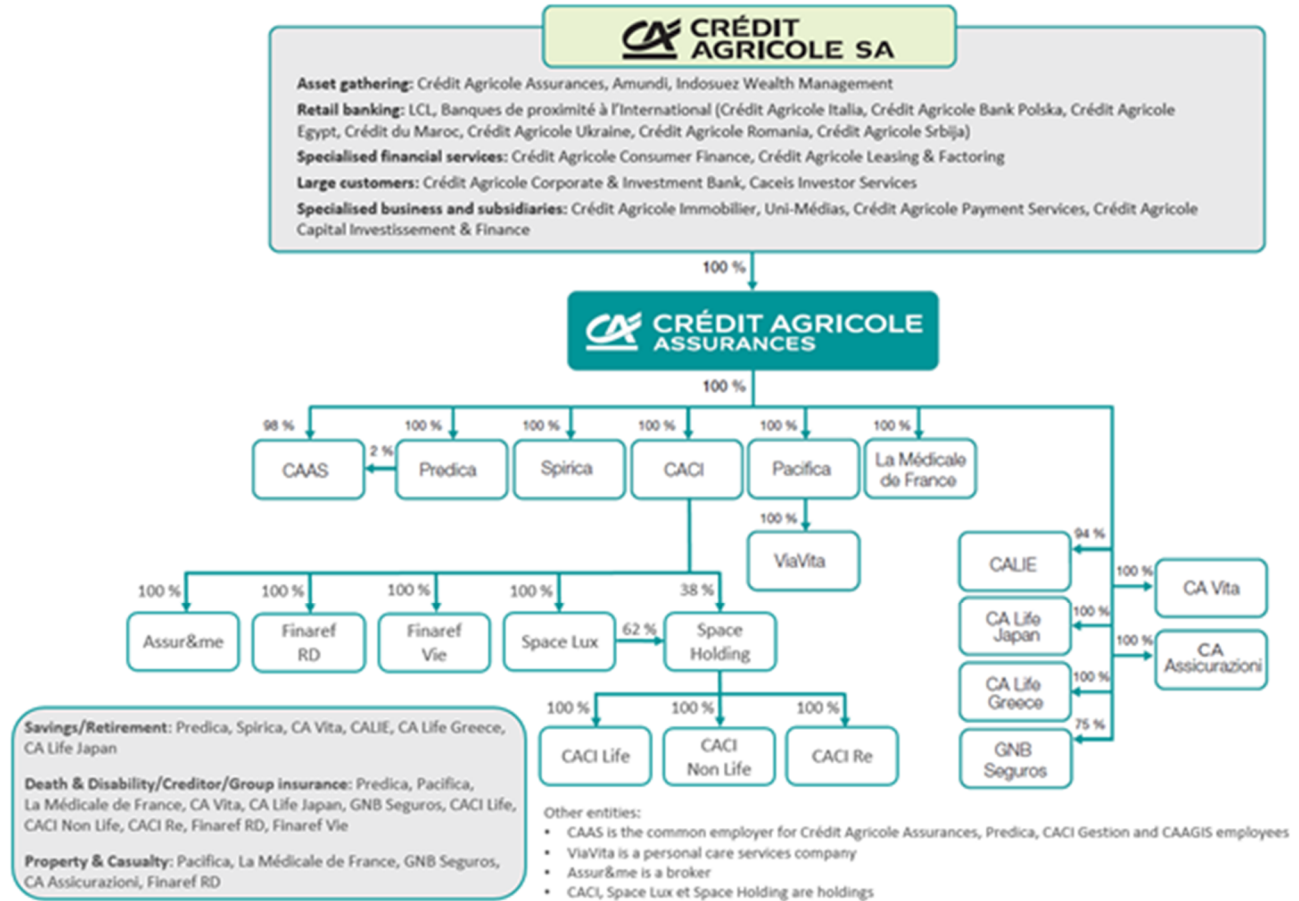 CRÉDIT
AGRICOLE SA
Asset gathering: Crédit Agricole Assurances, Amundi, Indosuez Wealth Management
Retail banking: LCL, Banques de proximité à l'International (Crédit Agricole Italia, Crédit Agricole Bank Polska, Crédit Agricole
Egypt, Crédit du Maroc, Crédit Agricole Ukraine, Crédit Agricole Romania, Crédit Agricole Srbija)
Specialised financial services: Crédit Agricole Consumer Finance, Crédit Agricole Leasing & Factoring
Large customers: Crédit Agricole Corporate & Investment Bank, Caceis Investor Services
Specialised business and subsidiaries: Crédit Agricole Immobilier, Uni-Médias, Crédit Agricole Payment Services, Crédit Agricole
Capital Investissement & Finance
100 %
CRÉDIT AGRICOLE
ASSURANCES
100 %
98 %
100 %
100 %
100 %
100 %
100 %
CAAS
2 %
Predica
Spirica
CACI
Pacifica
La Médicale
de France
100 %
ViaVita
94 %
CALIE
100 %
CA Vita
100 %
CA Life
Japan
100 %
CA
Assicurazioni
100 %
CA Life
Greece
75 %
GNB
Seguros
100 %
100 %
100 %
100 %
38 %
Assur&me
Finaref
RD
Finaref
Vie
Space Lux
62 %
Space
Holding
100 %
100 %
100 %
CACI Life
CACI
Non Life
CACI Re
Savings/Retirement: Predica, Spirica, CA Vita, CALIE, CA Life Greece,
CA Life Japan
Death & Disability/Creditor/Group insurance: Predica, Pacifica,
La Médicale de France, CA Vita, CA Life Japan, GNB Seguros, CACI Life,
CACI Non Life, CACI Re, Finaref RD, Finaref Vie
Property & Casualty: Pacifica, La Médicale de France, GNB Seguros,
CA Assicurazioni, Finaref RD
Other entities:
▪ CAAS is the common employer for Crédit Agricole Assurances, Predica, CACI Gestion and CAAGIS employees
▪ ViaVita is a personal care services company
▪ Assur&me is a broker
▪ CACI, Space Lux et Space Holding are holdings